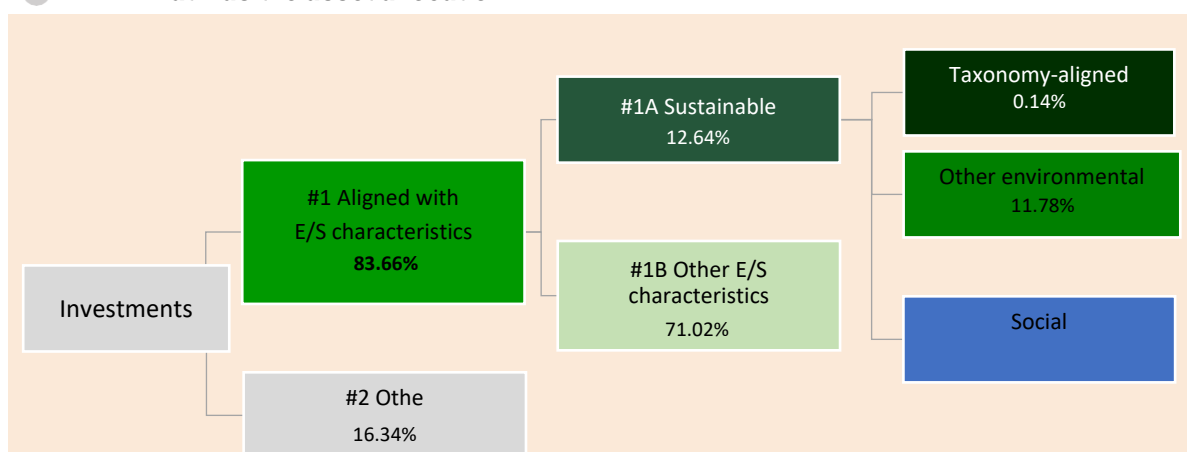 Taxonomy-aligned
0.14%
#1A Sustainable
12.64%
Other environmental
11.78%
#1 Aligned with
E/S characteristics
83.66%
#1B Other E/S
characteristics
71.02%
Investments
Social
#2 Othe
16.34%